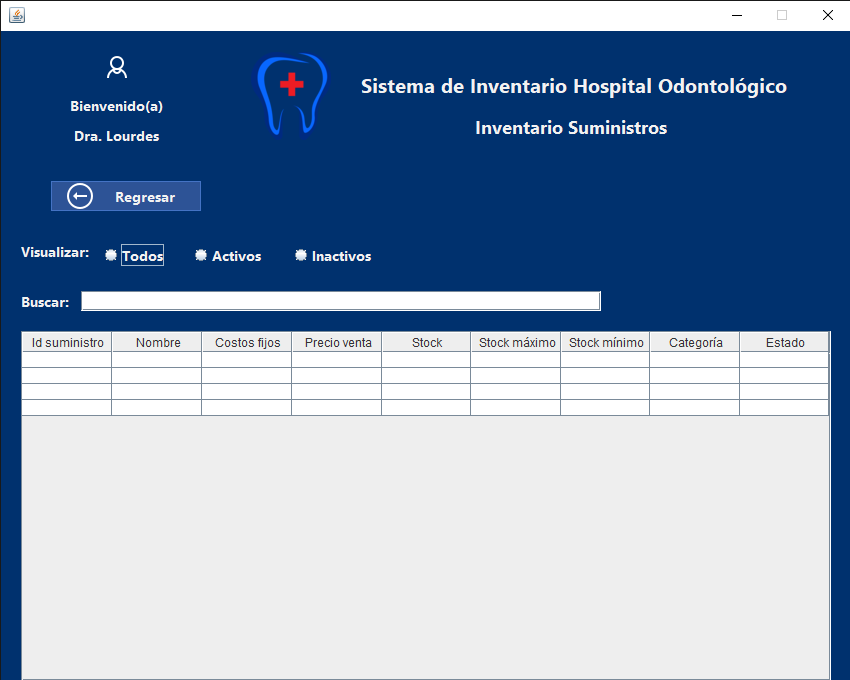 Bienvenido(a)
Dra. Lourdes
Sistema de Inventario Hospital Odontológico
Inventario Suministros
Regresar
Visualizar: Todos Activos Inactivos
Buscar:
Id suministro Nombre Costos fijos Precio venta Stock Stock máximo Stock mínimo Categoría Estado